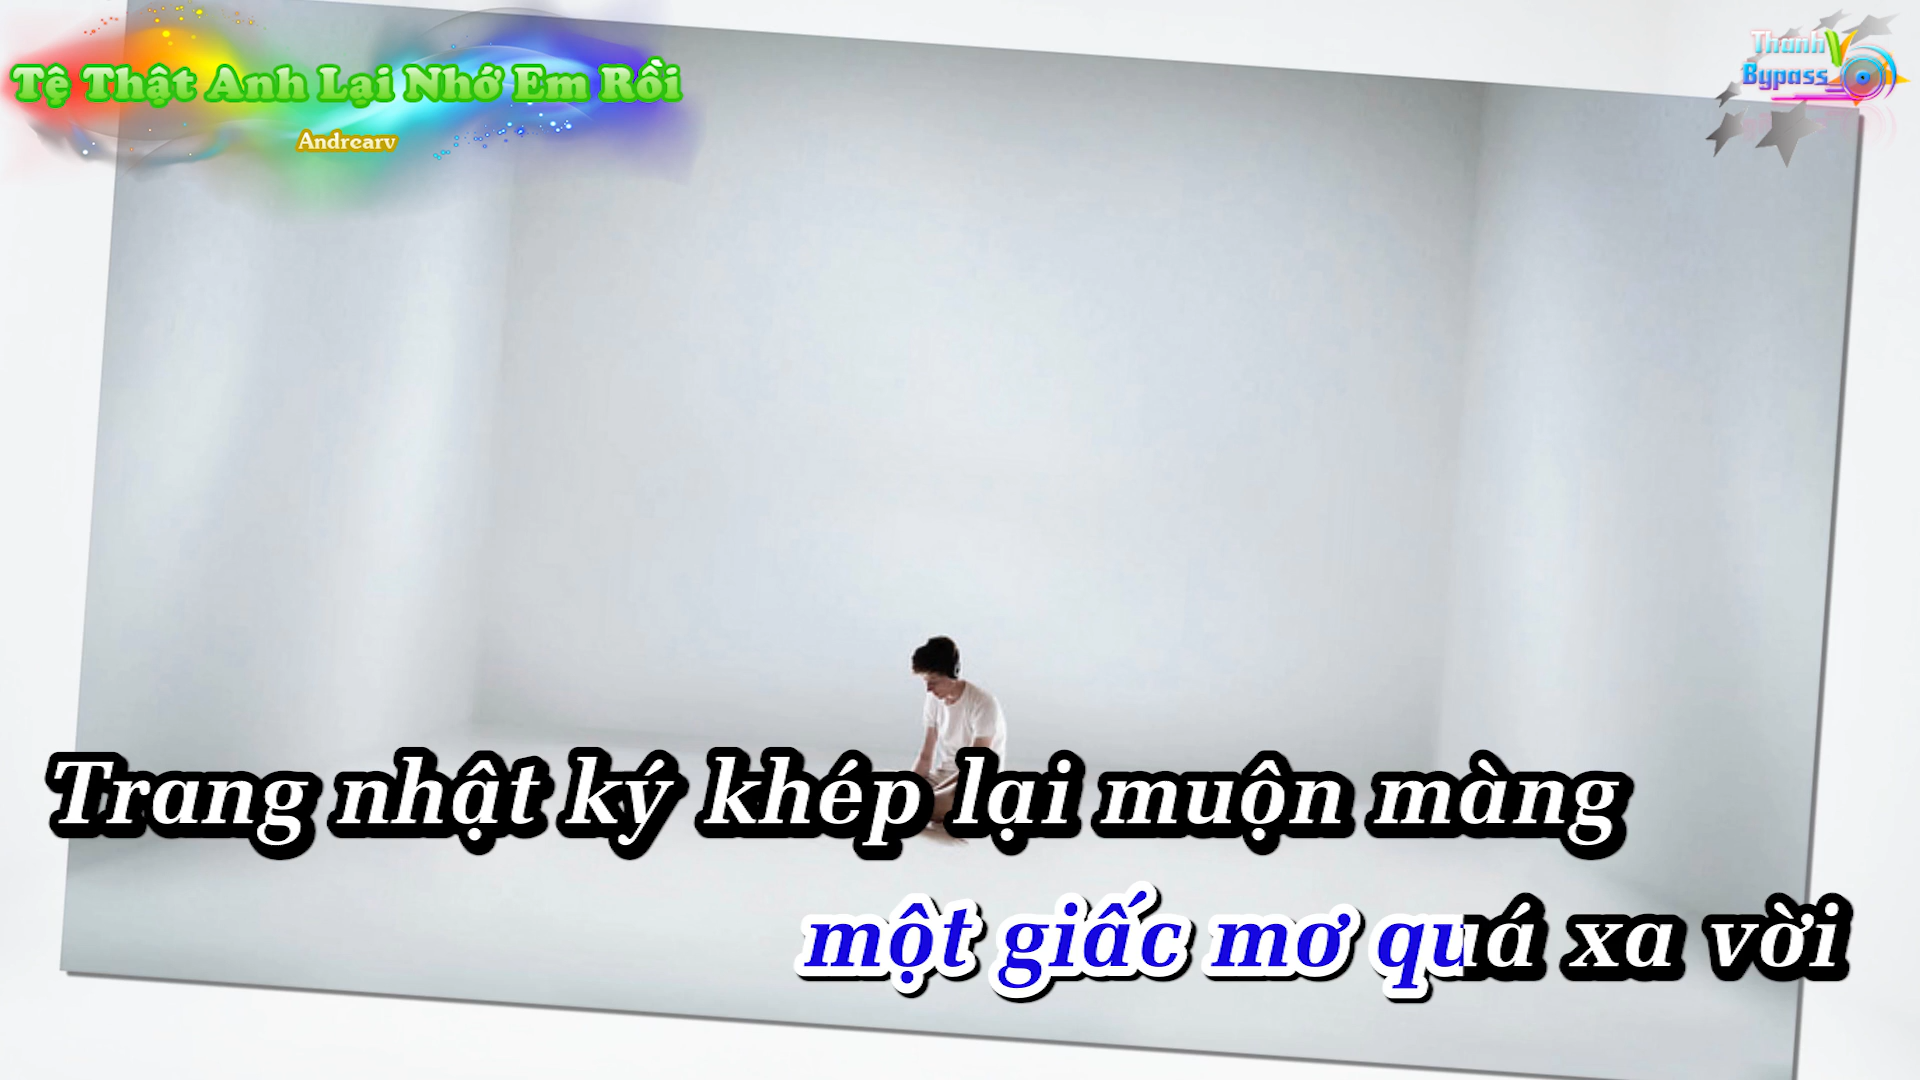 Tệ Thật Anh Lại Nhớ Em Rồi
Andrearv
Thanh V
Bypass
Trang nhật ký khép lại muộn màng
một giấc mơ quá xa vời